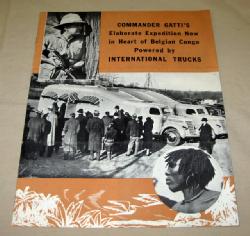 COMMANDER GATTI'S
Elaborate Expedition Now
in Heart of Belgian Congo
Powered by
INTERNATIONAL TRUCKS